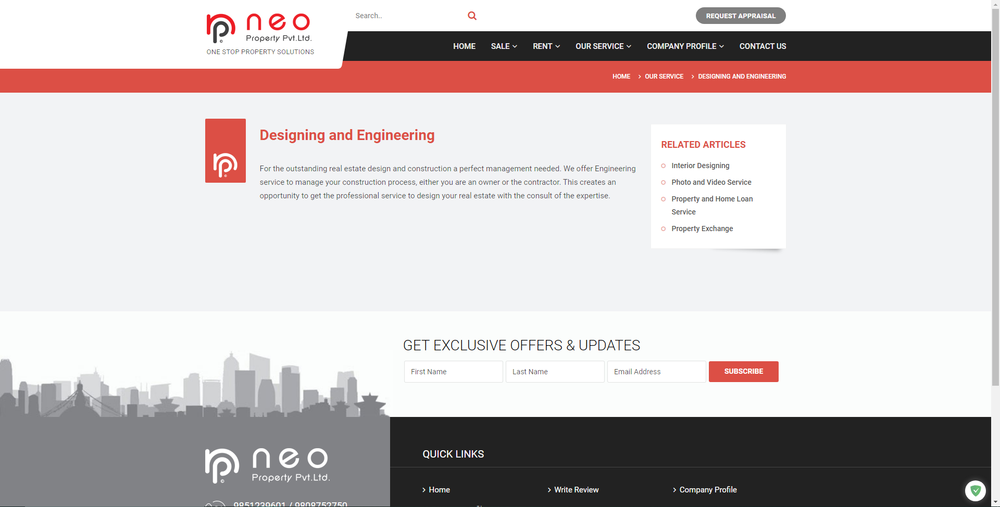 neo
Property Pvt.Ltd.
ONE STOP PROPERTY SOLUTIONS
Search..
REQUEST APPRAISAL
HOME SALE RENT OUR SERVICE COMPANY PROFILE CONTACT US
HOME OUR SERVICE DESIGNING AND ENGINEERING
Designing and Engineering
For the outstanding real estate design and construction a perfect management needed. We offer Engineering
service to manage your construction process, either you are an owner or the contractor. This creates an
opportunity to get the professional service to design your real estate with the consult of the expertise.
RELATED ARTICLES
Interior Designing
Photo and Video Service
Property and Home Loan
Service
Property Exchange
GET EXCLUSIVE OFFERS & UPDATES
First Name
Last Name
Email Address
SUBSCRIBE
neo
Property Pvt.Ltd.
9851239601 / 9808752750
QUICK LINKS
Home
Write Review
Company Profile